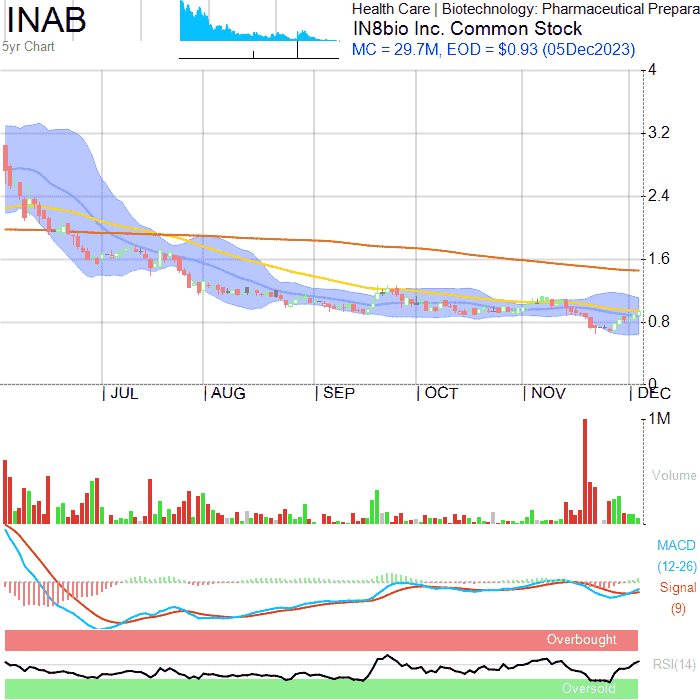 INAB
5yr Chart
Health Care | Biotechnology: Pharmaceutical Prepara
IN8bio Inc. Common Stock
MC = 29.7M, EOD = $0.93 (05Dec2023)
4
3.2
2.4
1.6
0.8
0
JUL
AUG
SEP
OCT
NOV
DEC
1M
Volume
MACD
(12-26)
Signal
(9)
Overbought
RSI(14)
Oversold